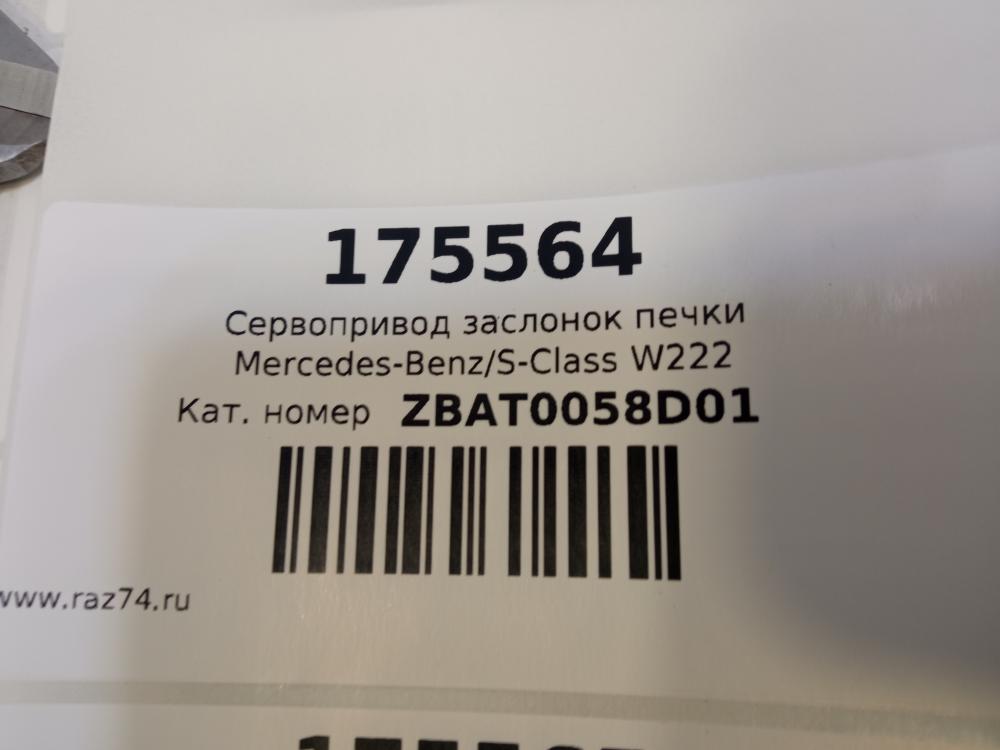 175564
Сервопривод заслонок печки
Mercedes-Benz/S-Class W222
Кат. номер ZBAT0058D01
www.raz74.ru